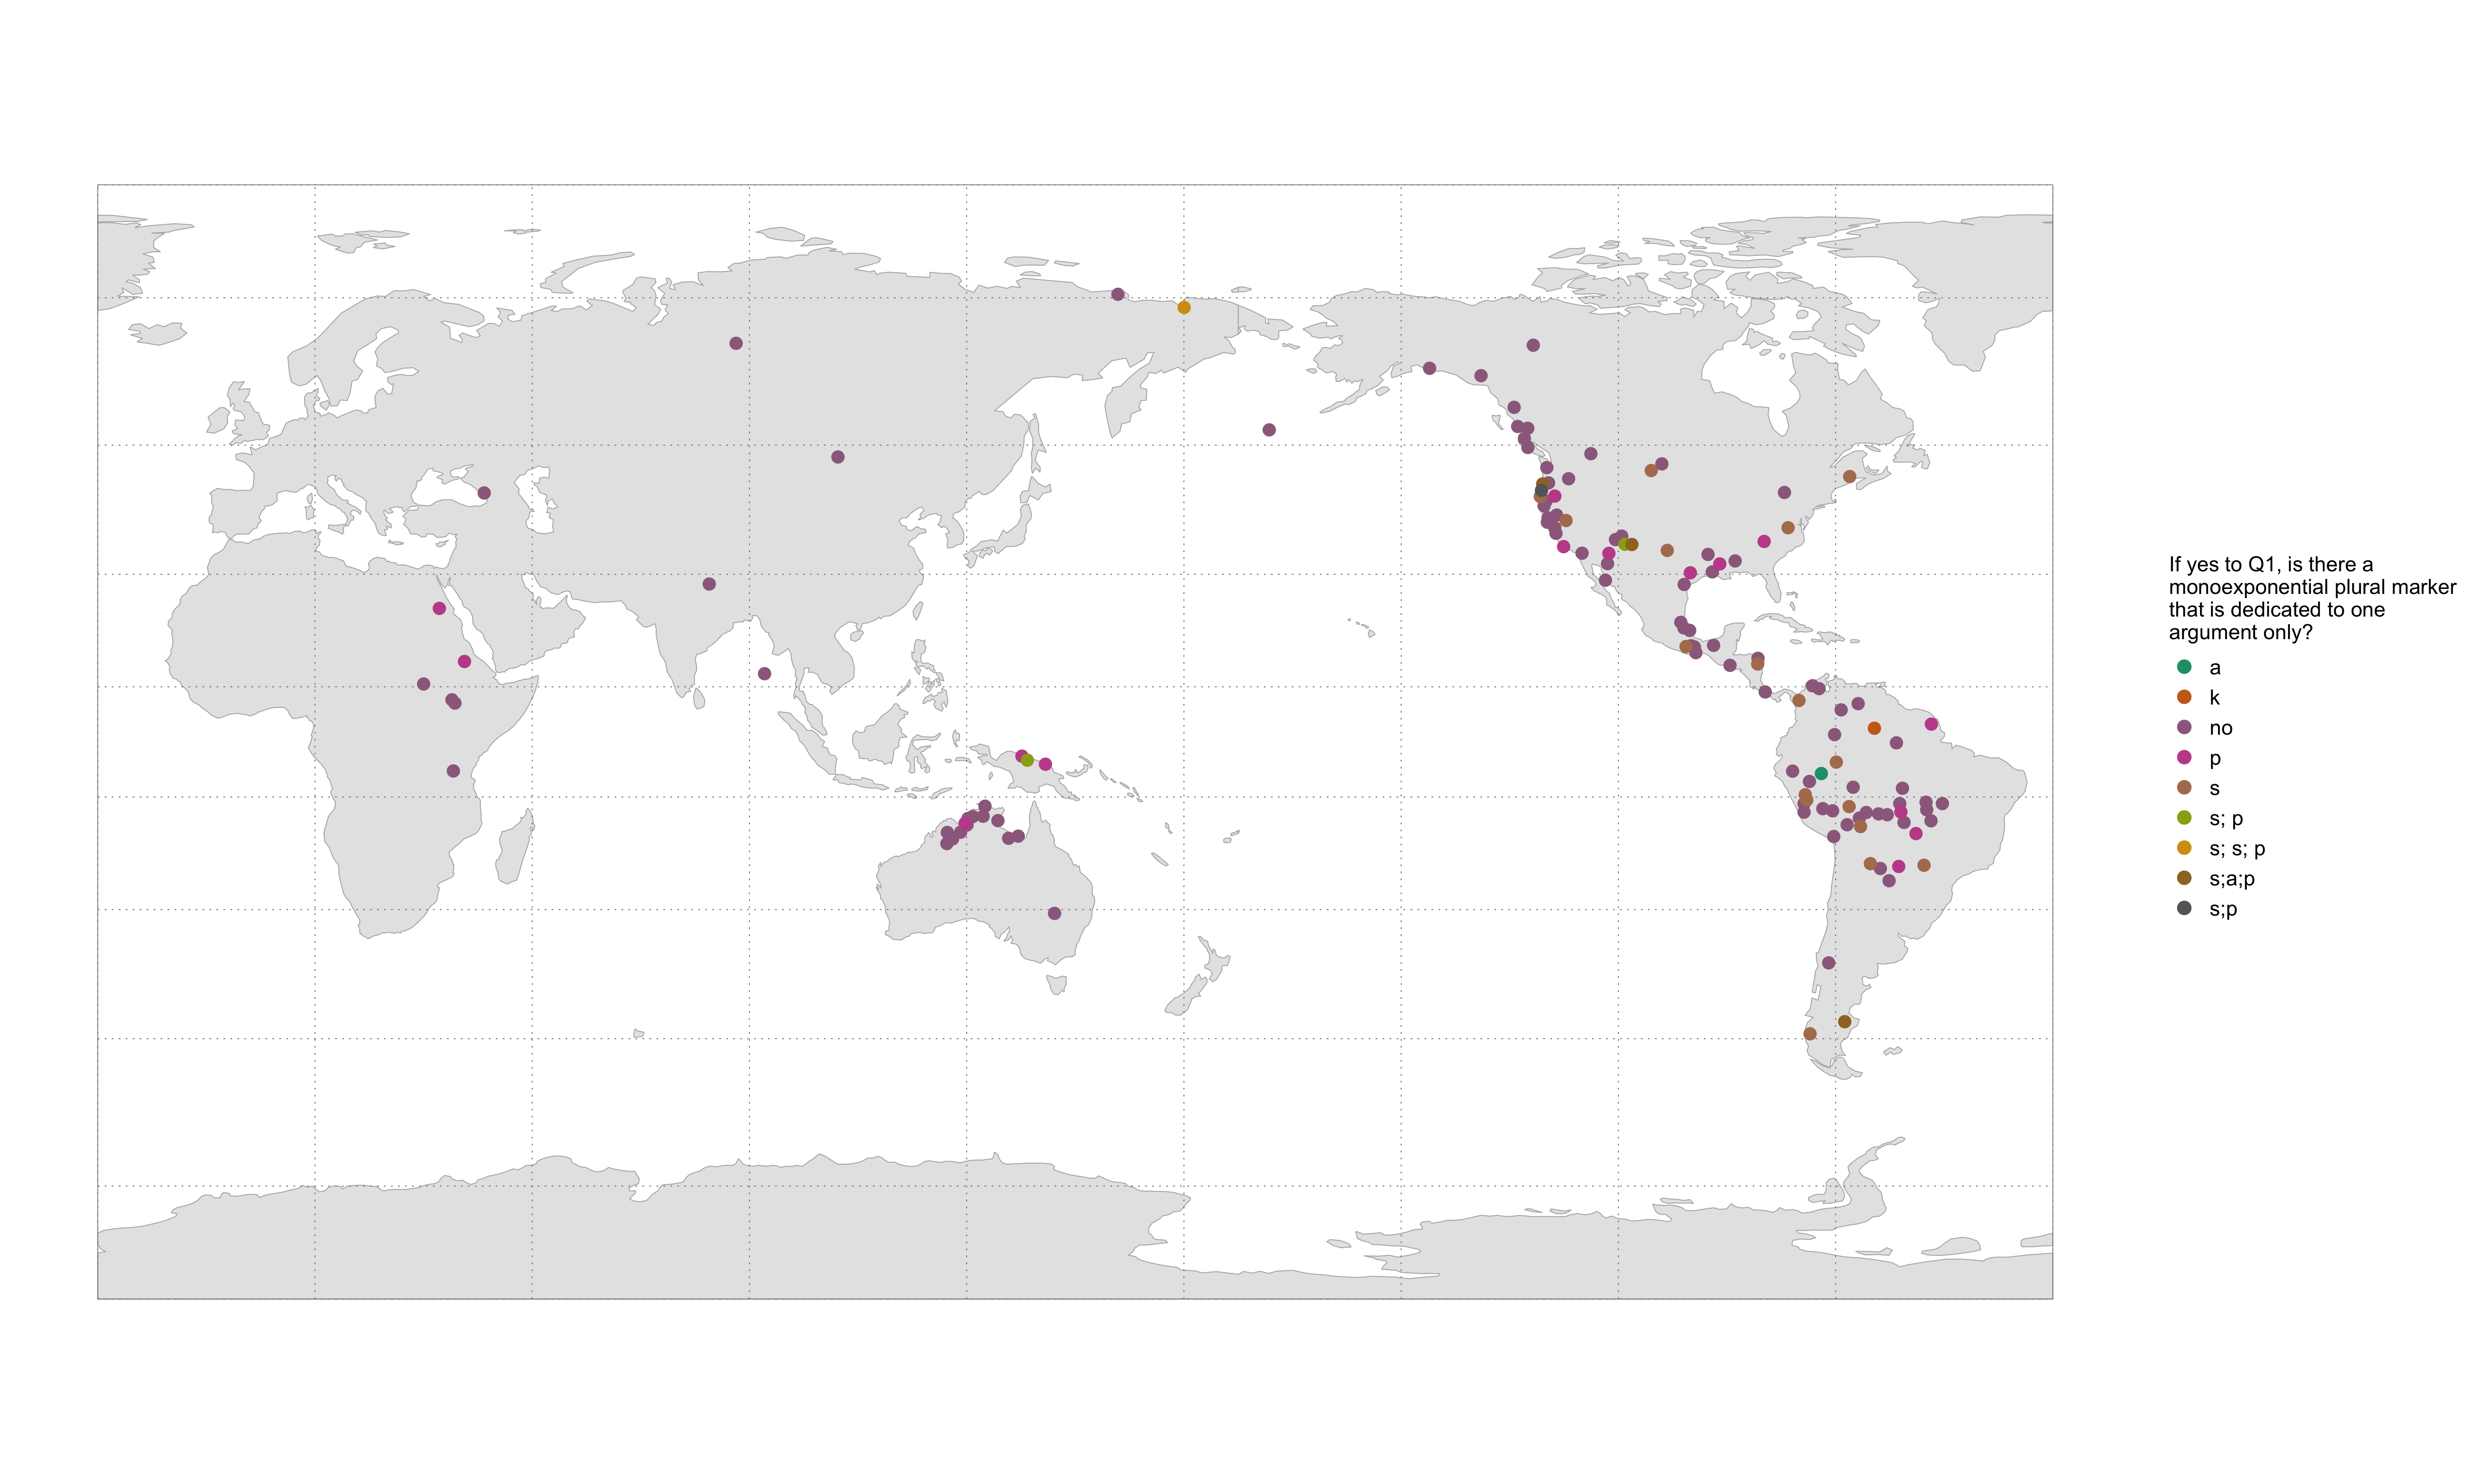 If yes to Q1, is there a
monoexponential plural marker
that is dedicated to one
argument only?
a
k
no
p
s
s; p
s; s; p
s;a;p
s;p